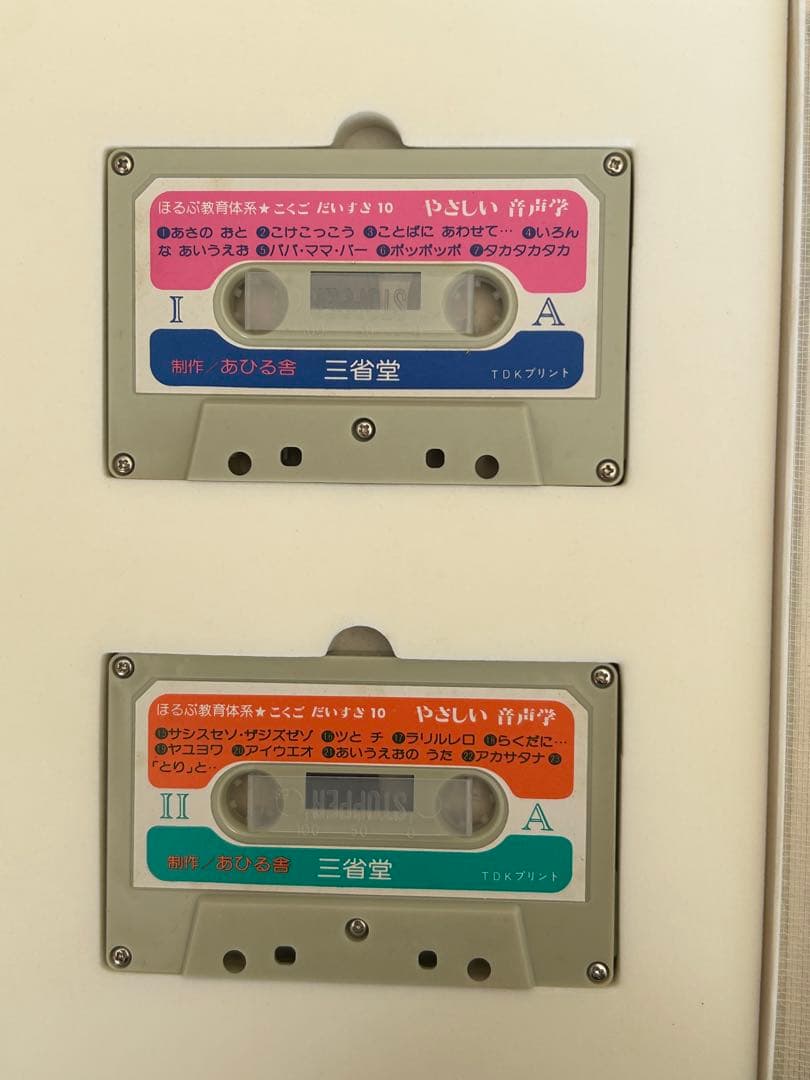 ほるぷ教育体系★こくご だいすき 10 やさしい 音声学
❶あさの おと ❷こけこっこう ❸ことばに あわせて… ❹いろん
な あいうえお ❺パパ・ママ・バー ❻ポッポッポ ❼タカタカタカ
I A
制作/あひる舎 三省堂 TDKプリント
ほるぷ教育体系★こくご だいすき 10 やさしい 音声学
⓯サシスセソ・ザジズゼゾ ⓰ツと チ ⓱ラリルレロ ⓲らくだに…
⓳ヤユヨワ ⓴アイウエオ ㉑あいうえおの うた ㉒アカサタナ ㉓
「とり」と…
STOPPER
100 50 0
II A
制作/あひる舎 三省堂 TDKプリント